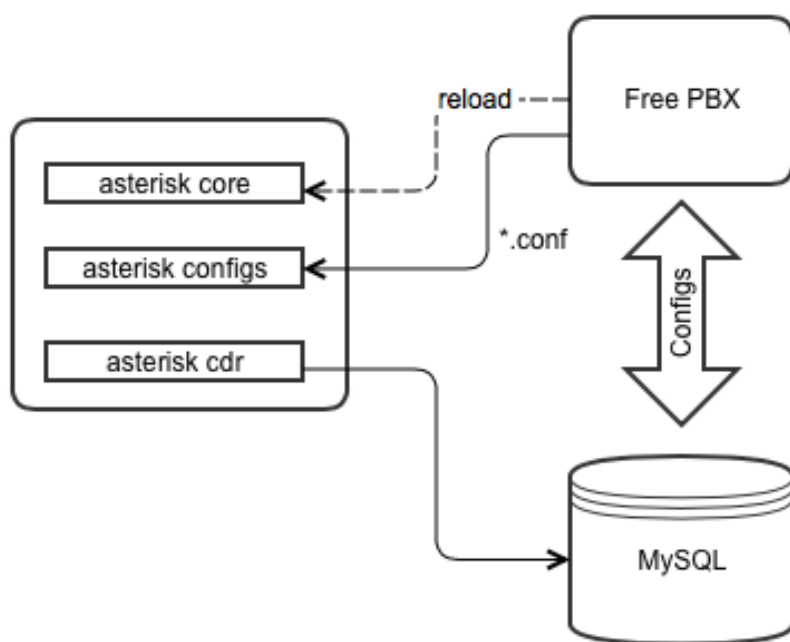 Free PBX
reload
asterisk core
*.conf
asterisk configs
Configs
asterisk cdr
MySQL